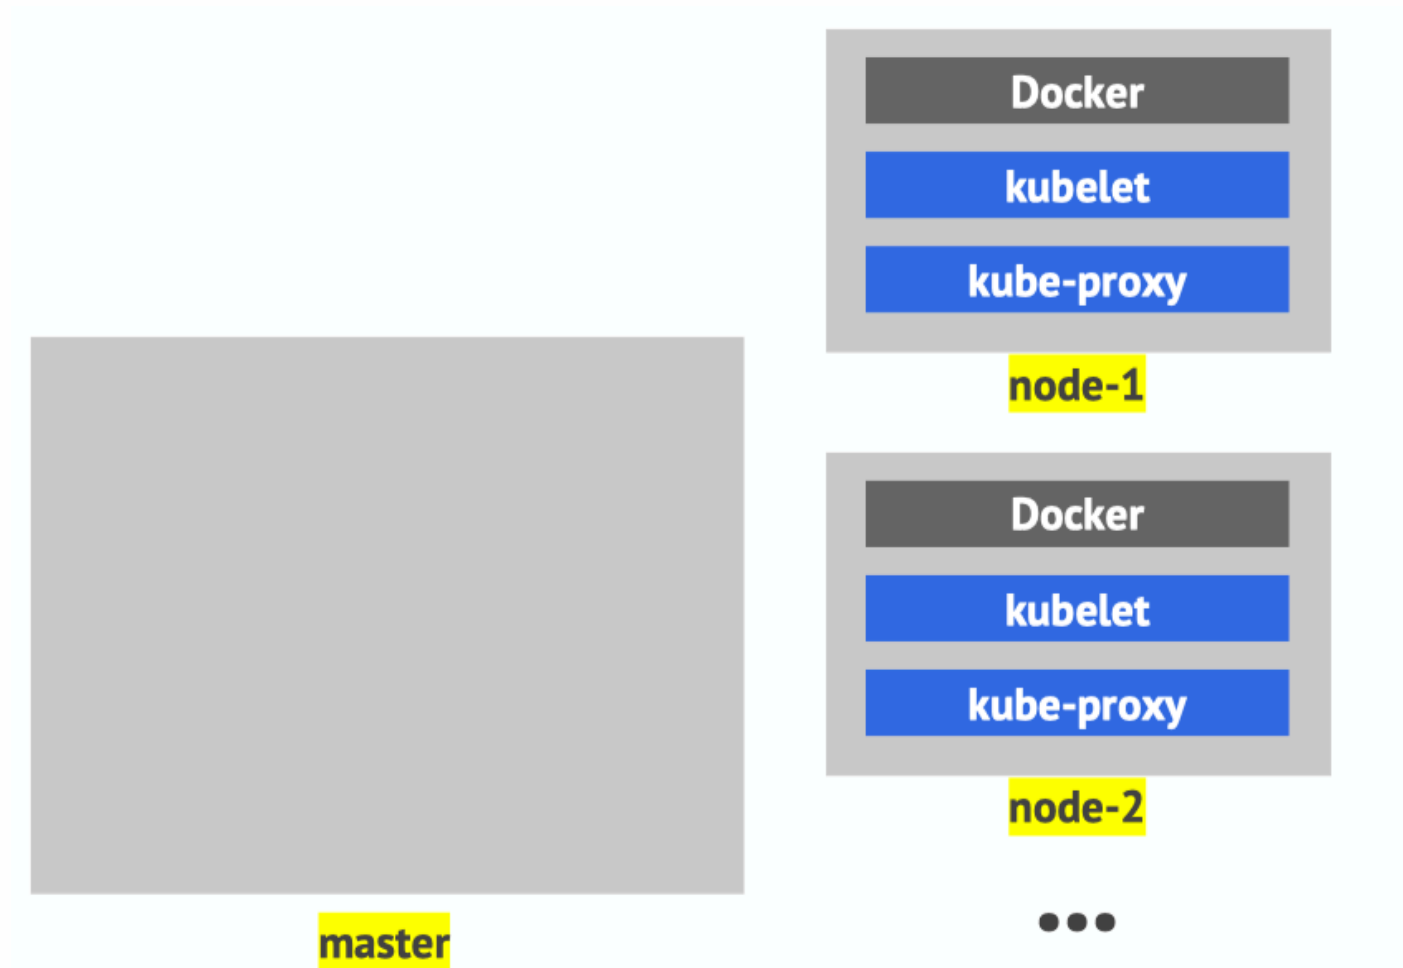 Docker
kubelet
kube-proxy
node-1
Docker
kubelet
kube-proxy
node-2
...
master